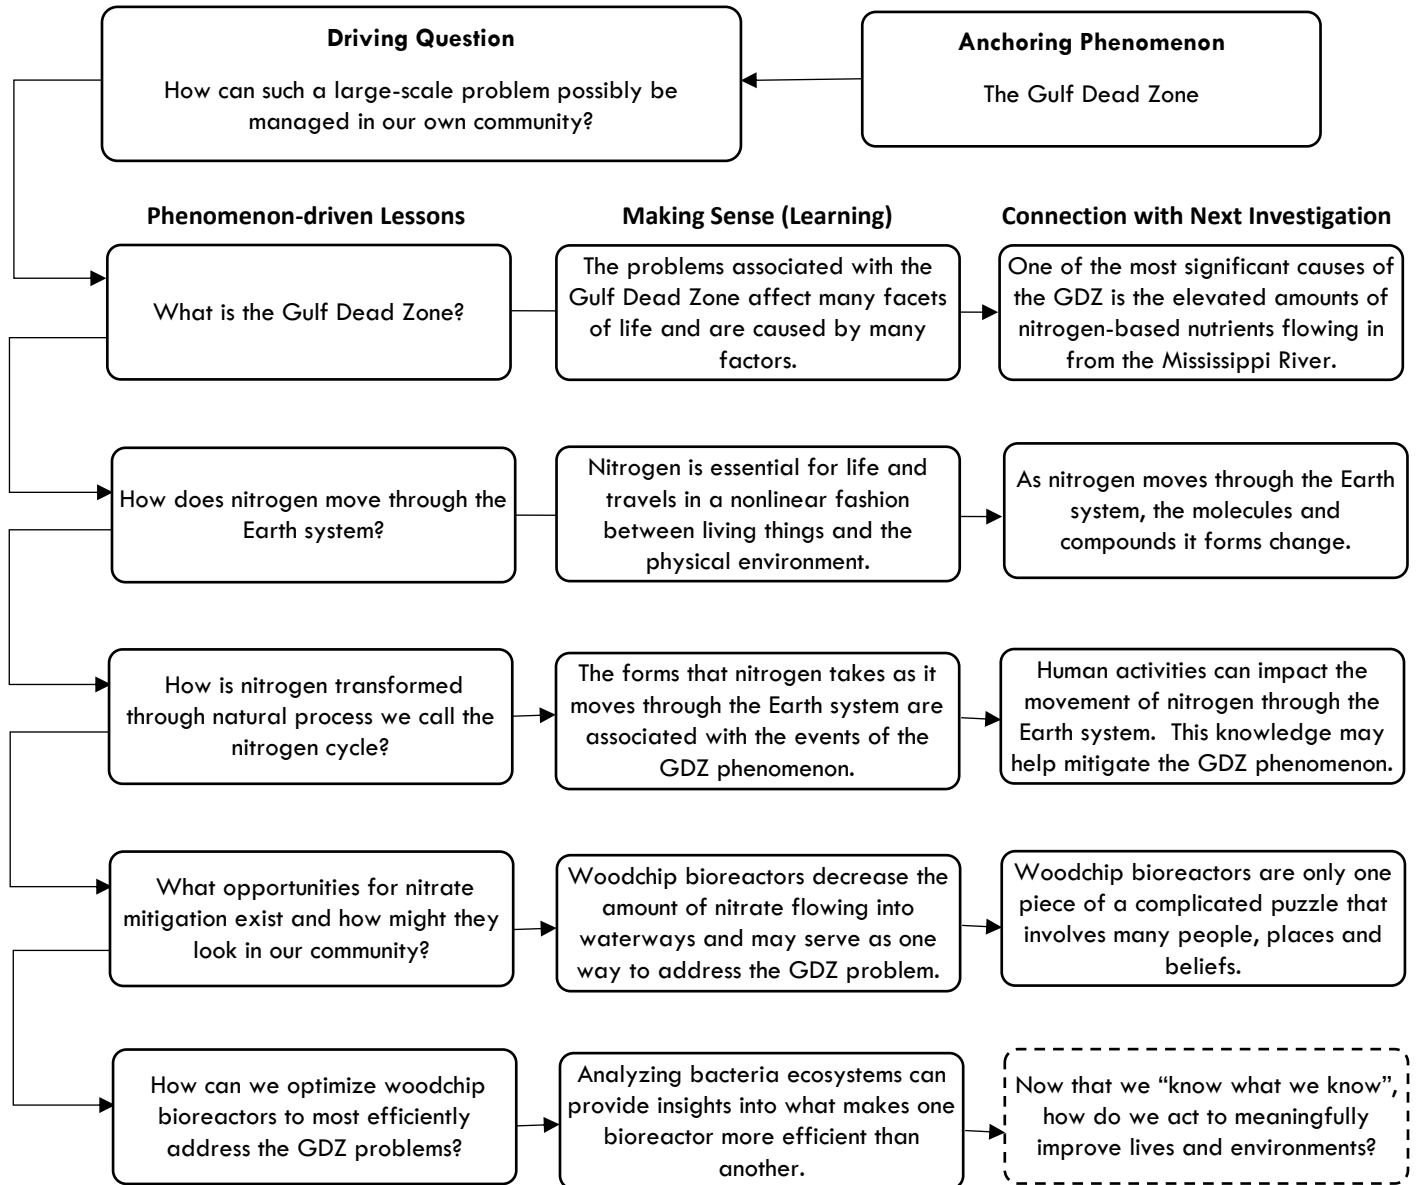 Driving Question
How can such a large-scale problem possibly be
managed in our own community?
Anchoring Phenomenon
The Gulf Dead Zone
Phenomenon-driven Lessons
Making Sense (Learning)
Connection with Next Investigation
What is the Gulf Dead Zone?
The problems associated with the
Gulf Dead Zone affect many facets
of life and are caused by many
factors.
One of the most significant causes of
the GDZ is the elevated amounts of
nitrogen-based nutrients flowing in
from the Mississippi River.
How does nitrogen move through the
Earth system?
Nitrogen is essential for life and
travels in a nonlinear fashion
between living things and the
physical environment.
As nitrogen moves through the Earth
system, the molecules and
compounds it forms change.
How is nitrogen transformed
through natural process we call the
nitrogen cycle?
The forms that nitrogen takes as it
moves through the Earth system are
associated with the events of the
GDZ phenomenon.
Human activities can impact the
movement of nitrogen through the
Earth system.  This knowledge may
help mitigate the GDZ phenomenon.
What opportunities for nitrate
mitigation exist and how might they
look in our community?
Woodchip bioreactors decrease the
amount of nitrate flowing into
waterways and may serve as one
way to address the GDZ problem.
Woodchip bioreactors are only one
piece of a complicated puzzle that
involves many people, places and
beliefs.
How can we optimize woodchip
bioreactors to most efficiently
address the GDZ problems?
Analyzing bacteria ecosystems can
provide insights into what makes one
bioreactor more efficient than
another.
Now that we “know what we know”,
how do we act to meaningfully
improve lives and environments?